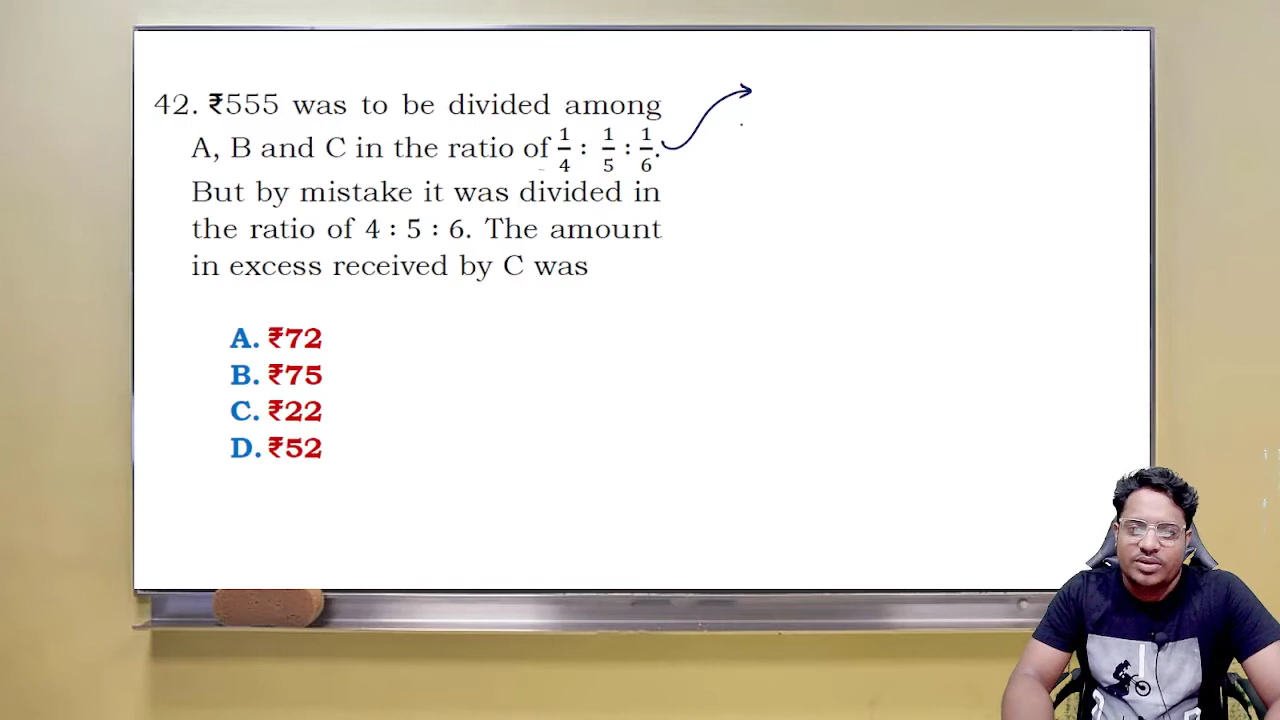 42. ₹555 was to be divided among
A, B and C in the ratio of 1/4 : 1/5 : 1/6.
But by mistake it was divided in
the ratio of 4 : 5 : 6. The amount
in excess received by C was
A. ₹72
B. ₹75
C. ₹22
D. ₹52